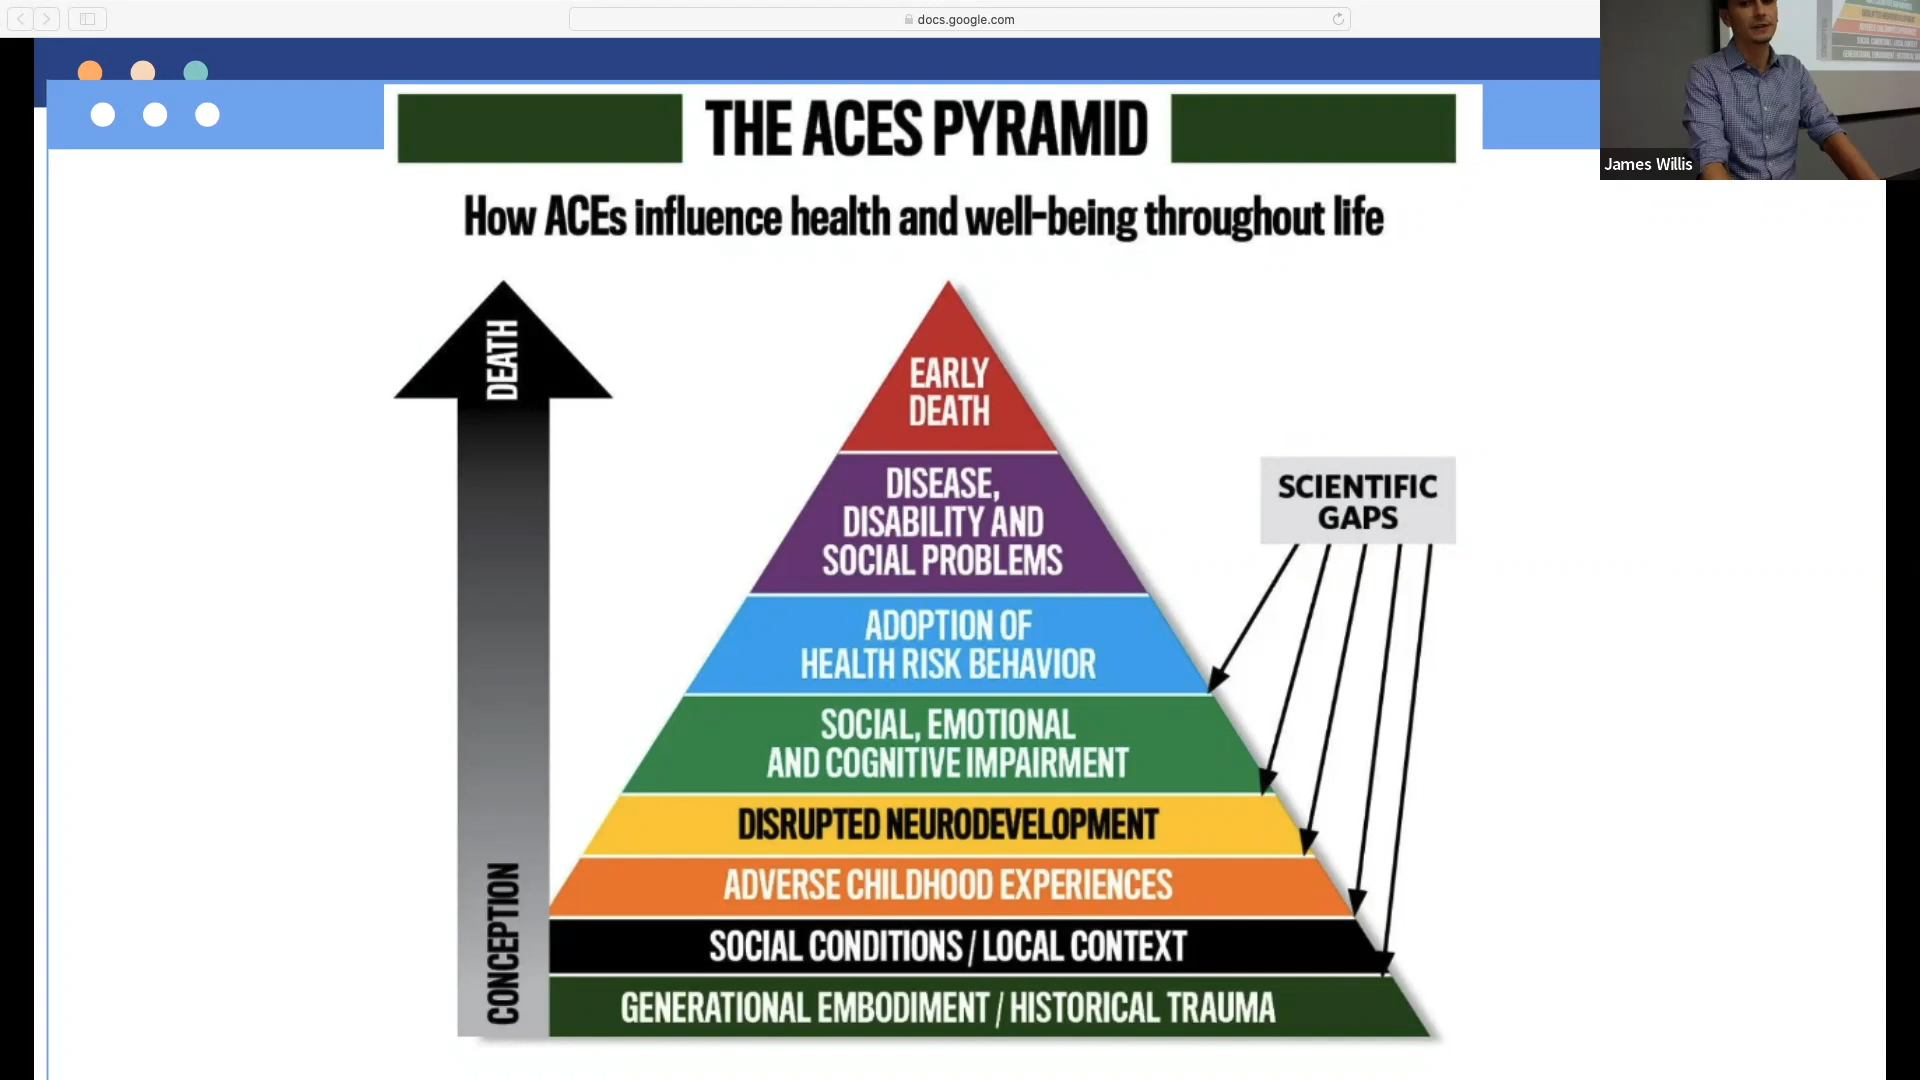 docs.google.com
THE ACES PYRAMID
How ACEs influence health and well-being throughout life
DEATH
CONCEPTION
EARLY
DEATH
DISEASE,
DISABILITY AND
SOCIAL PROBLEMS
ADOPTION OF
HEALTH RISK BEHAVIOR
SOCIAL, EMOTIONAL
AND COGNITIVE IMPAIRMENT
DISRUPTED NEURODEVELOPMENT
ADVERSE CHILDHOOD EXPERIENCES
SOCIAL CONDITIONS / LOCAL CONTEXT
GENERATIONAL EMBODIMENT / HISTORICAL TRAUMA
SCIENTIFIC
GAPS
James Willis